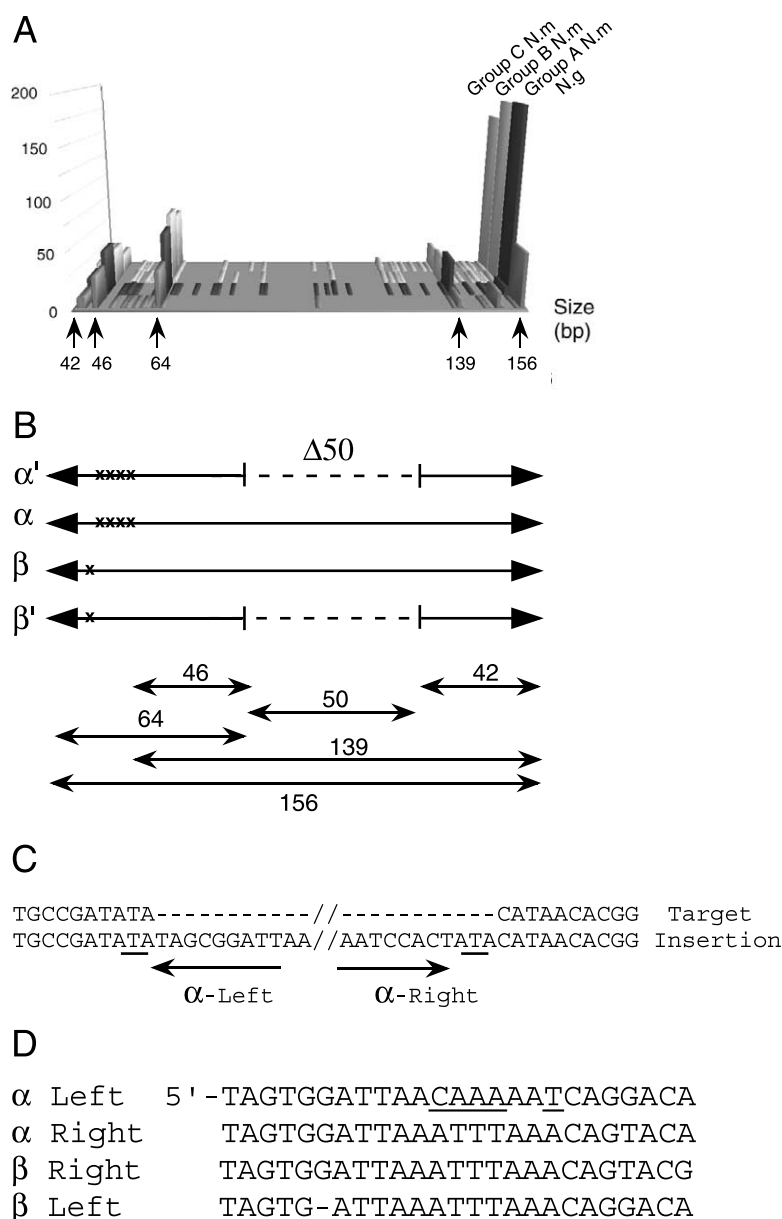 A
Group C N.m
Group B N.m
Group A N.m
N.g
200
150
100
50
0
Size
(bp)
42
46
64
139
156
B
Δ50
α'
xxxx
α
xxxx
β
x
β'
x
46
42
50
64
139
156
C
TGCCGATATA-----------//-----------CATAACACGG Target
TGCCGATATATAGCGGATTAA//AATCCACTATACATAACACGG Insertion
α-Left
α-Right
D
α Left 5'-TAGTGGATTAACAAAAATCAGGACA
α Right TAGTGGATTAAATTTAAACAGTACA
β Right TAGTGGATTAAATTTAAACAGTACG
β Left TAGTG-ATTAAATTTAAACAGGACA